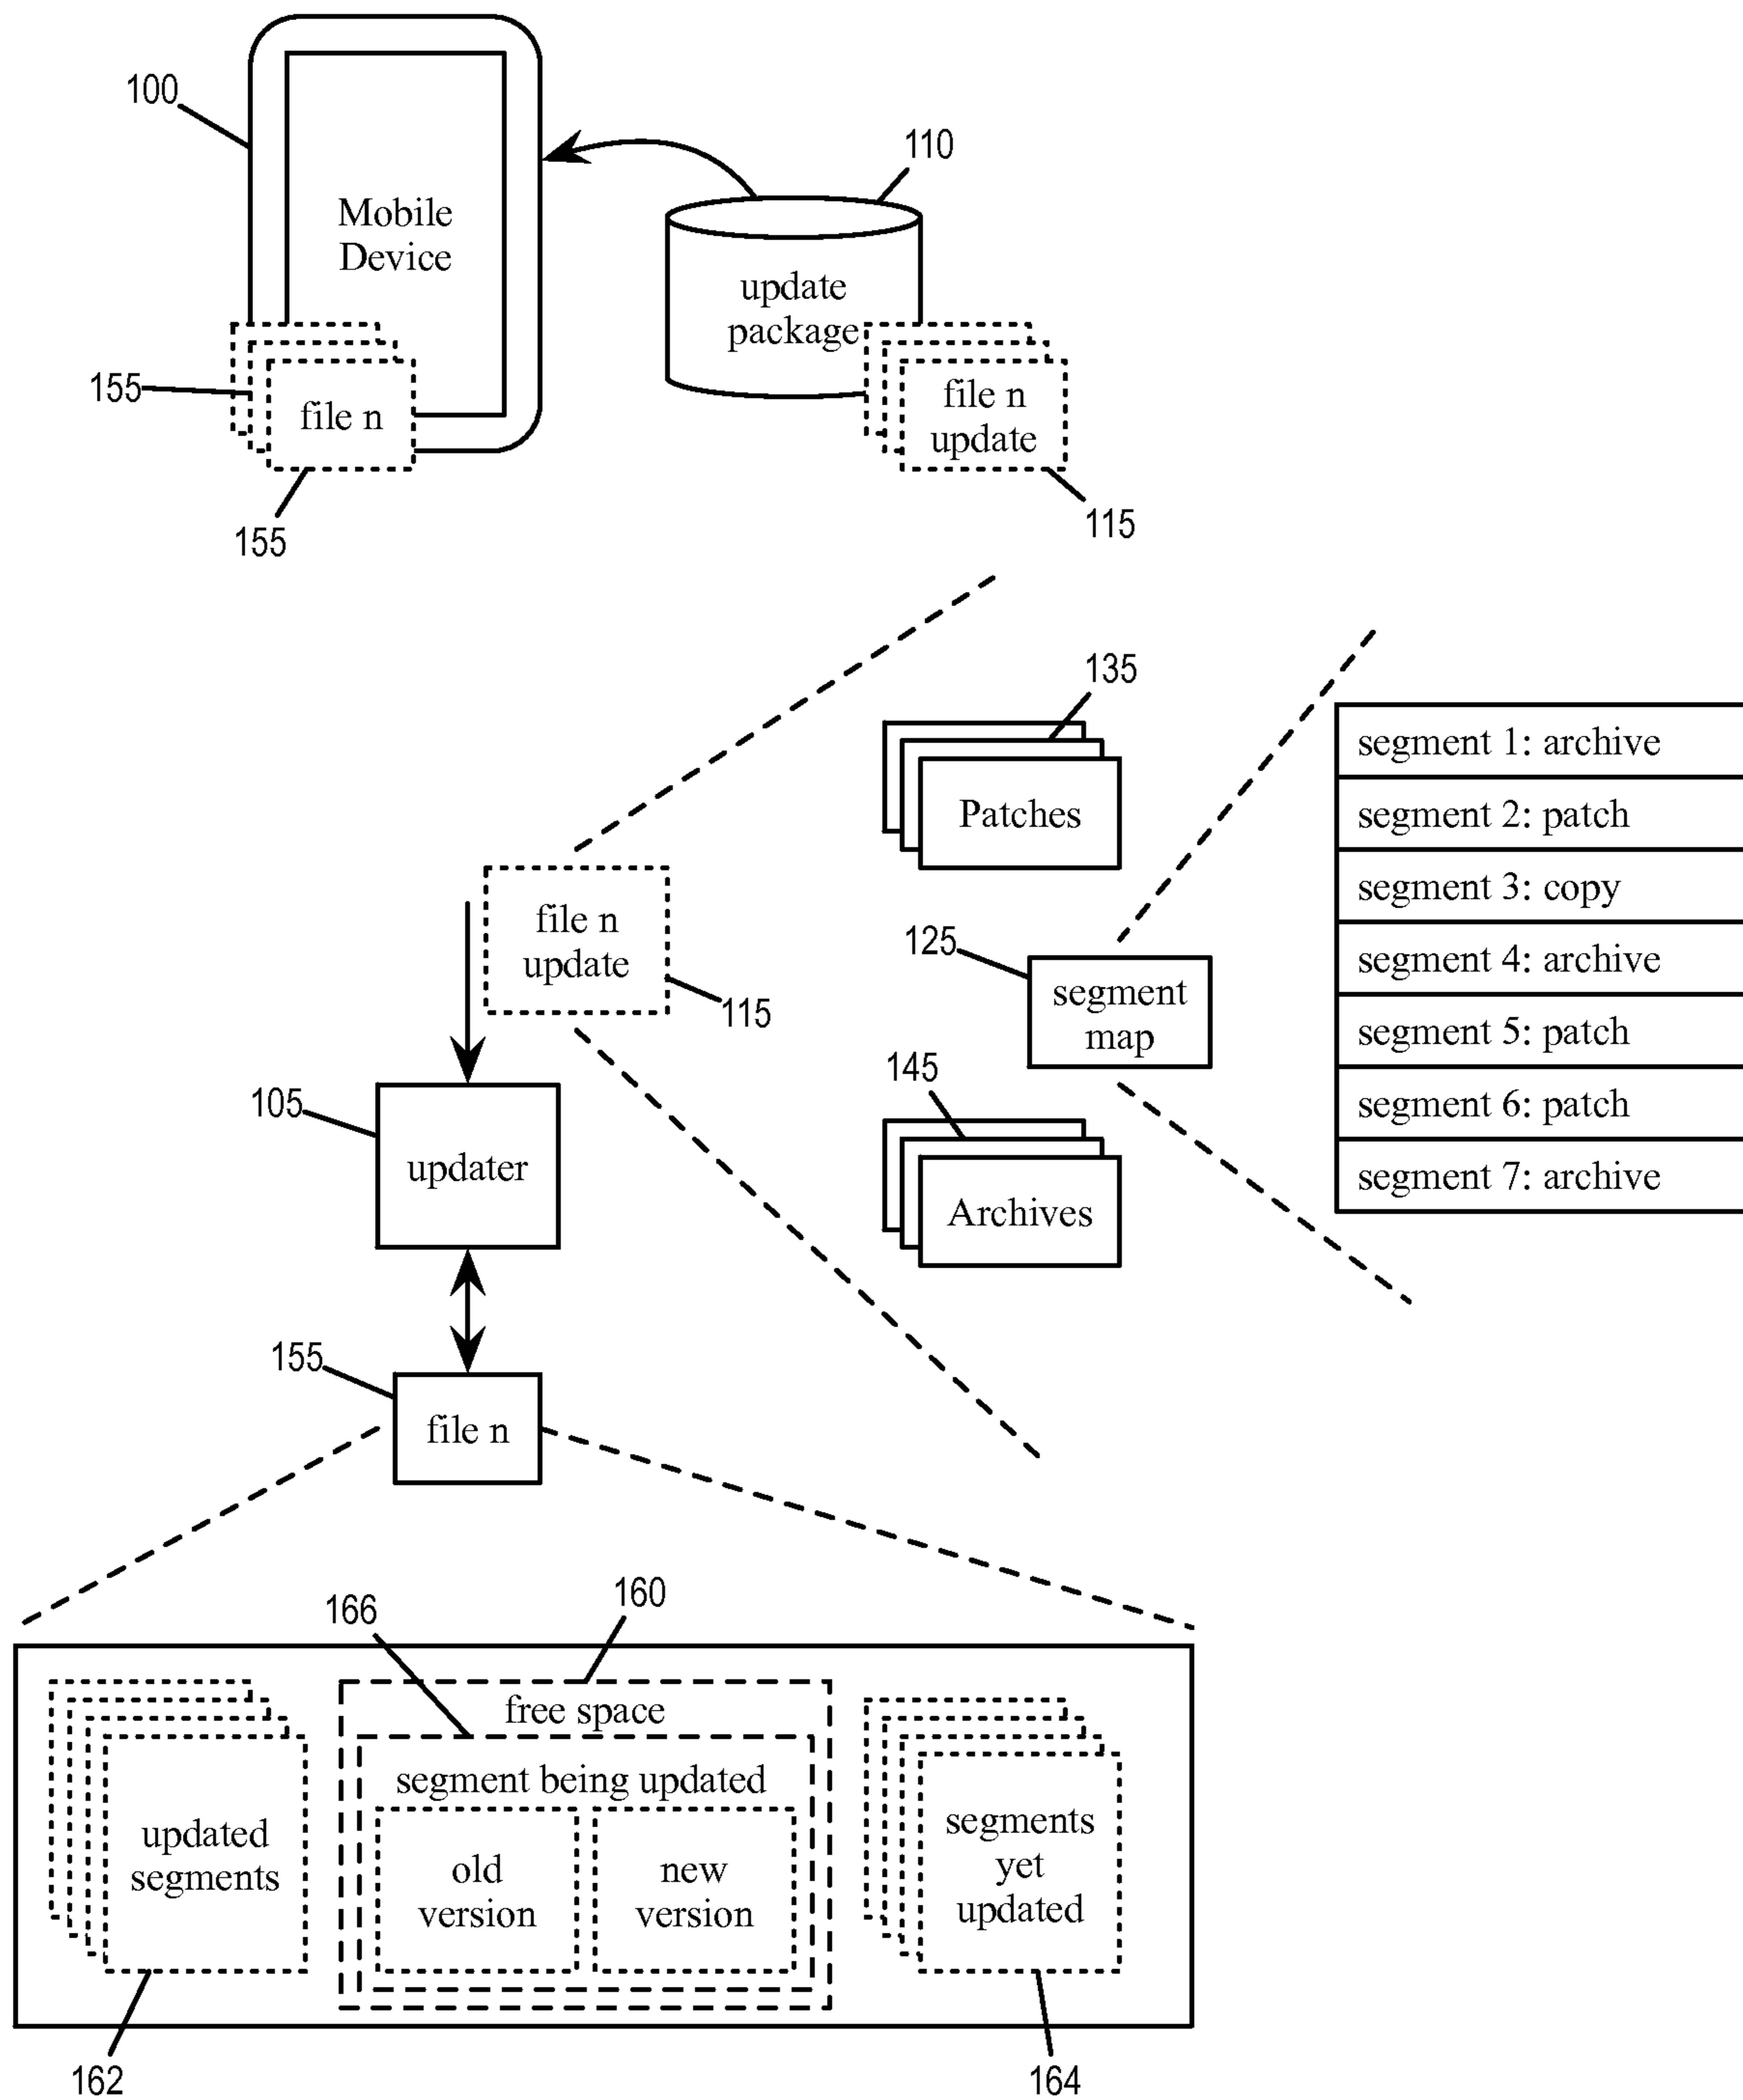 100
Mobile
Device
110
update
package
155
file n
155
file n
update
115
135
Patches
segment 1: archive
segment 2: patch
segment 3: copy
segment 4: archive
segment 5: patch
segment 6: patch
segment 7: archive
file n
update
115
125
segment
map
105
updater
145
Archives
155
file n
166
160
free space
segment being updated
updated
segments
old
version
new
version
segments
yet
updated
162
164